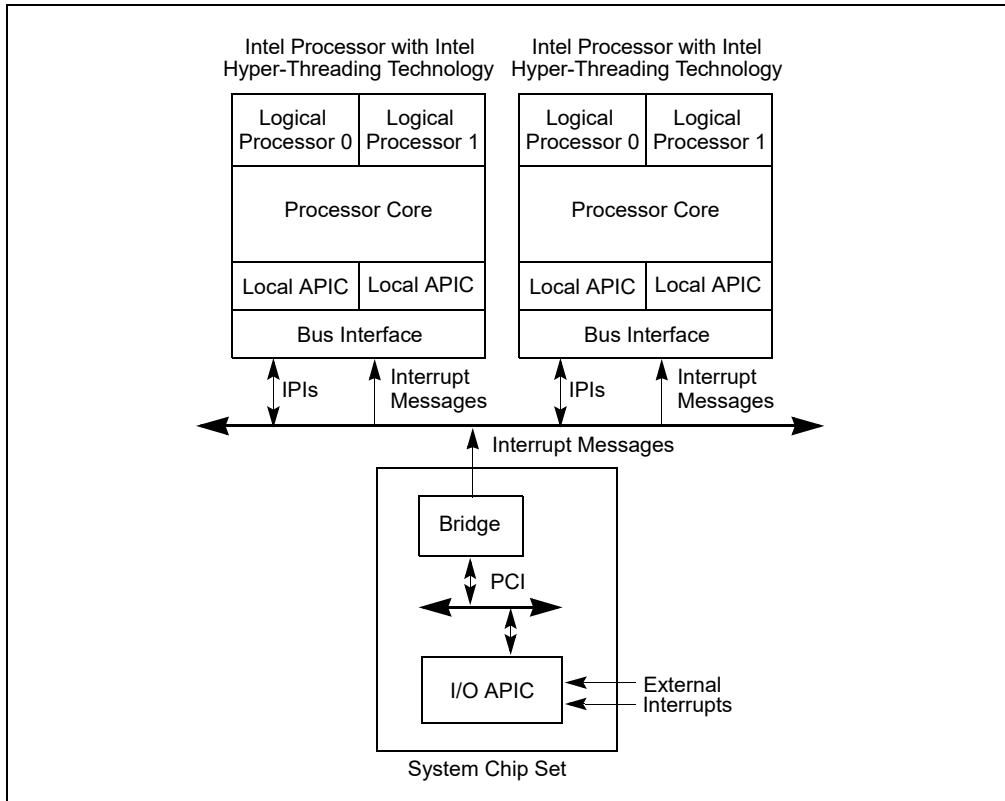 Intel Processor with Intel
Hyper-Threading Technology
Intel Processor with Intel
Hyper-Threading Technology
Logical
Processor 0
Logical
Processor 1
Logical
Processor 0
Logical
Processor 1
Processor Core
Processor Core
Local APIC
Local APIC
Local APIC
Local APIC
Bus Interface
Bus Interface
IPIs
Interrupt
Messages
IPIs
Interrupt
Messages
Interrupt Messages
Bridge
PCI
I/O APIC
External
Interrupts
System Chip Set